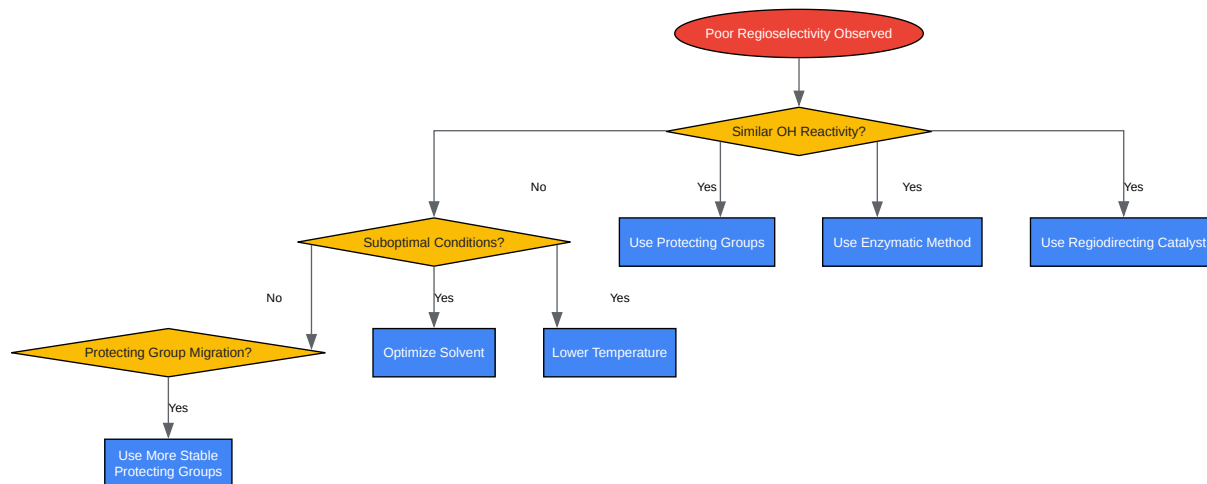 Poor Regioselectivity Observed
Similar OH Reactivity?
No
Yes
Yes
Yes
Suboptimal Conditions?
Use Protecting Groups
Use Enzymatic Method
Use Regiodirecting Catalyst
No
Yes
Yes
Protecting Group Migration?
Optimize Solvent
Lower Temperature
Yes
Use More Stable
Protecting Groups